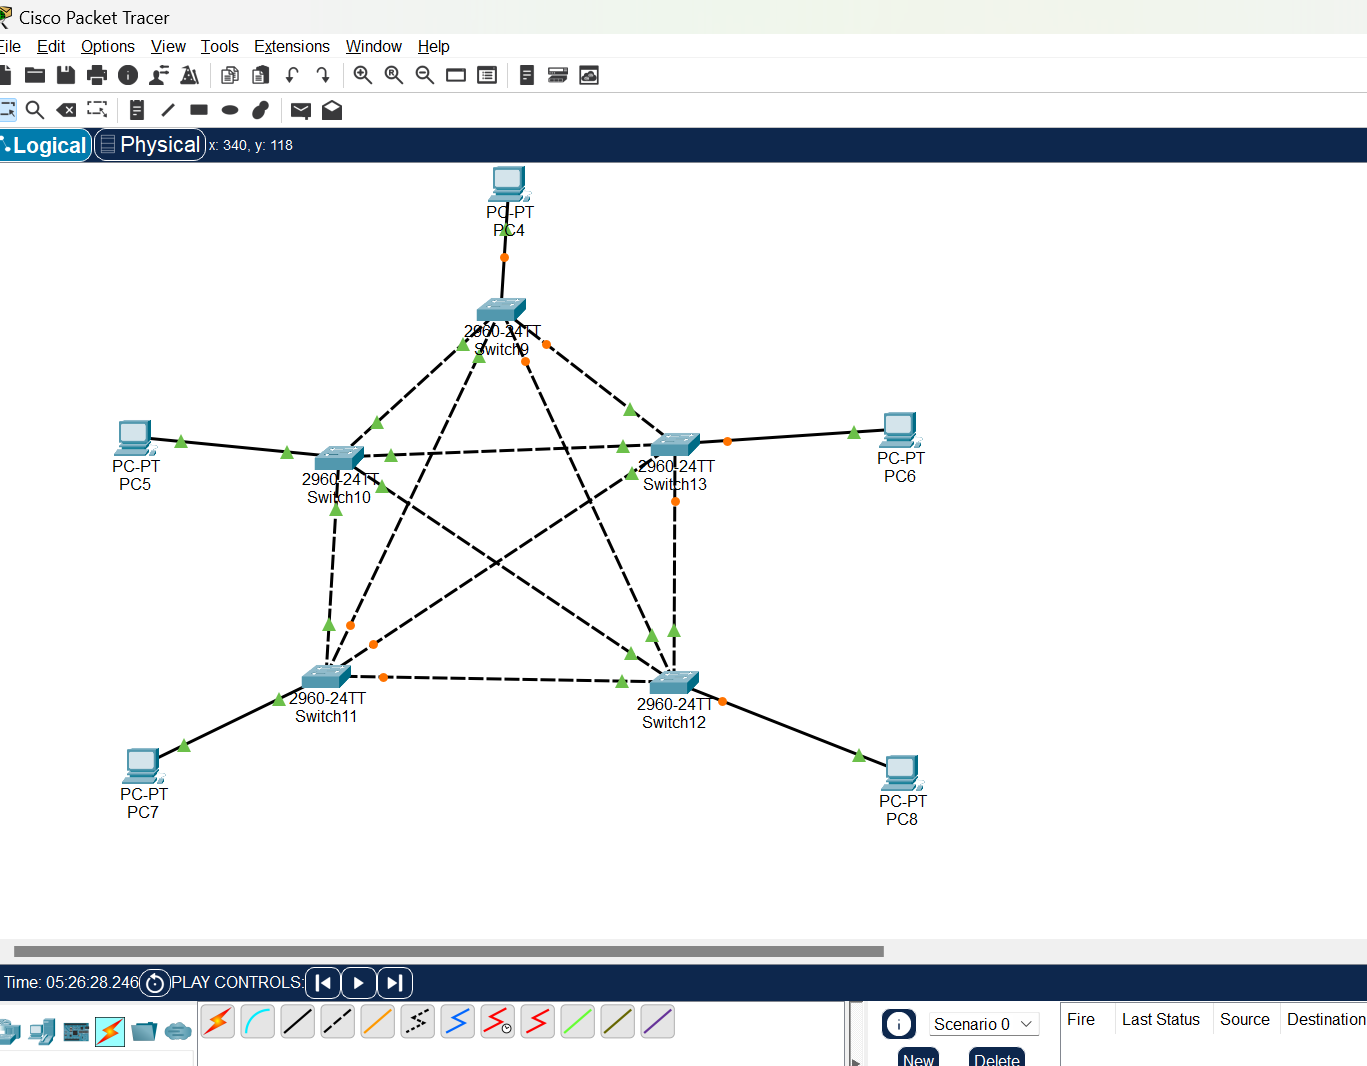 Cisco Packet Tracer
File Edit Options View Tools Extensions Window Help
Logical Physical x: 340, y: 118
PC-PT
PC4
2960-24TT
Switch9
PC-PT
PC5
2960-24TT
Switch10
2960-24TT
Switch13
PC-PT
PC6
2960-24TT
Switch11
2960-24TT
Switch12
PC-PT
PC7
PC-PT
PC8
Time: 05:26:28.246 PLAY CONTROLS:
Scenario 0
Fire Last Status Source Destination
New Delete